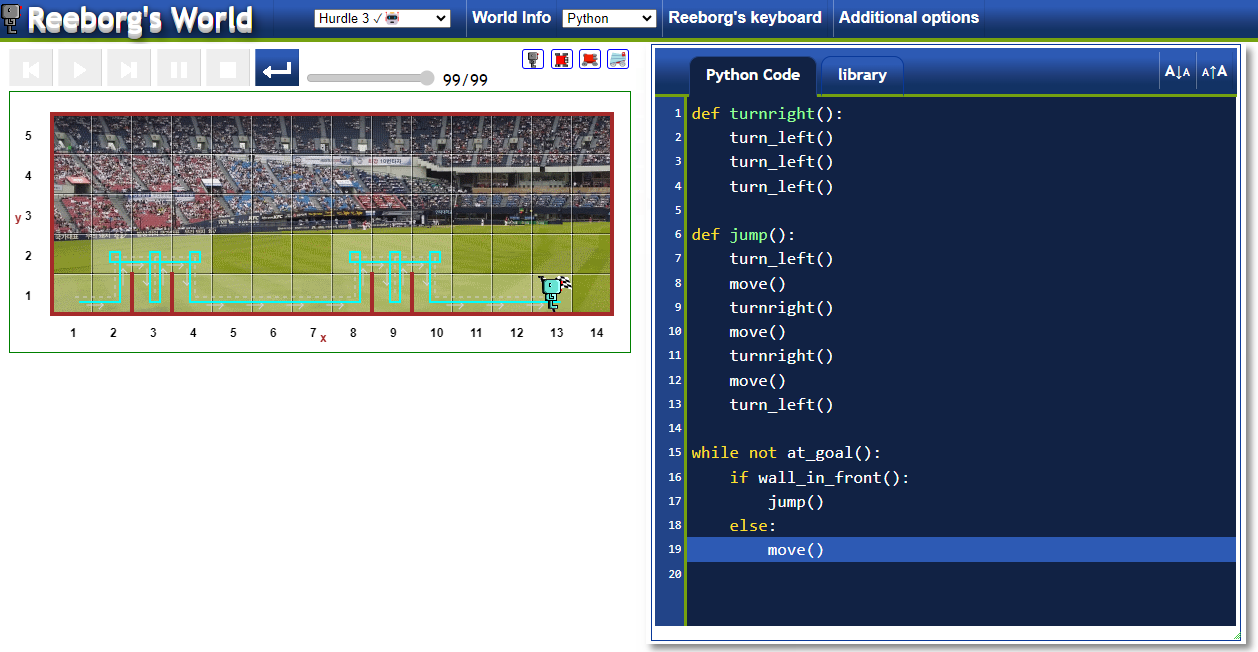 Reeborg's World
Hurdle 3 ✓
World Info
Python
Reeborg's keyboard
Additional options
99/99
Python Code
library
A↓A
A↑A
5
4
y 3
2
1
1 2 3 4 5 6 7 x 8 9 10 11 12 13 14
1 def turnright():
2 turn_left()
3 turn_left()
4 turn_left()
5
6 def jump():
7 turn_left()
8 move()
9 turnright()
10 move()
11 turnright()
12 move()
13 turn_left()
14
15 while not at_goal():
16 if wall_in_front():
17 jump()
18 else:
19 move()
20